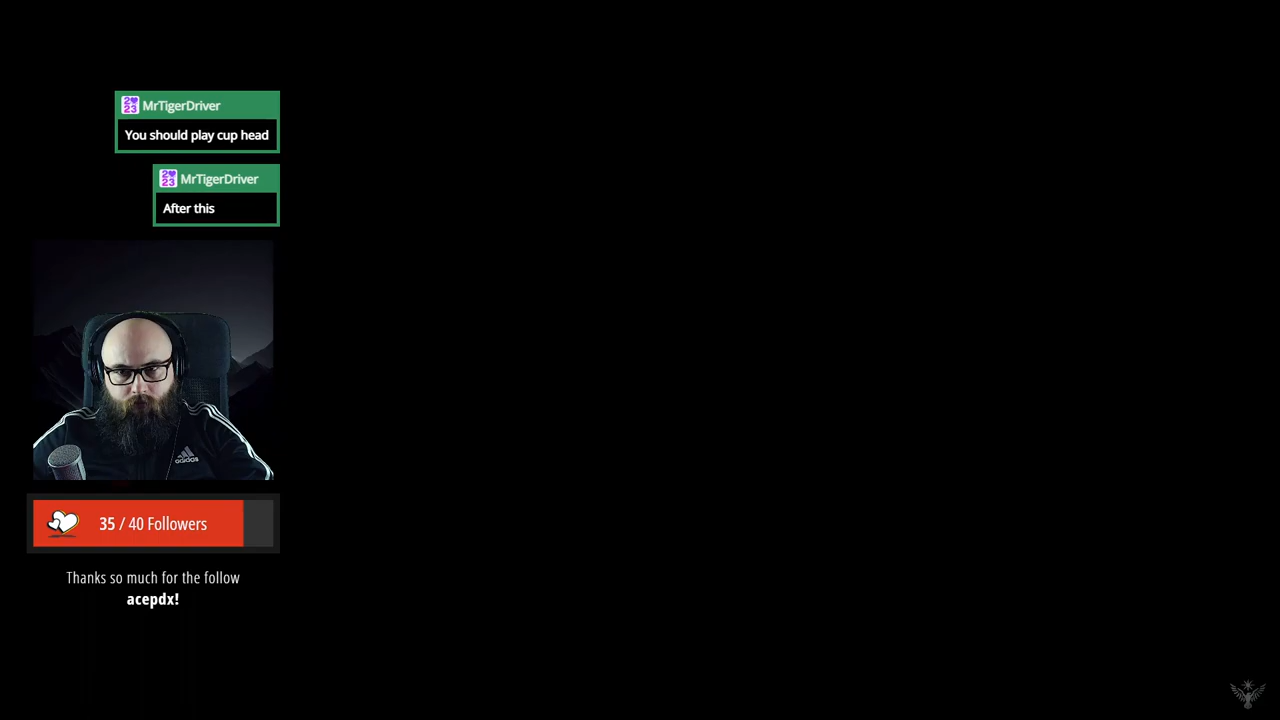 MrTigerDriver
You should play cup head
MrTigerDriver
After this
adidas
35 / 40 Followers
Thanks so much for the follow
acepdx!